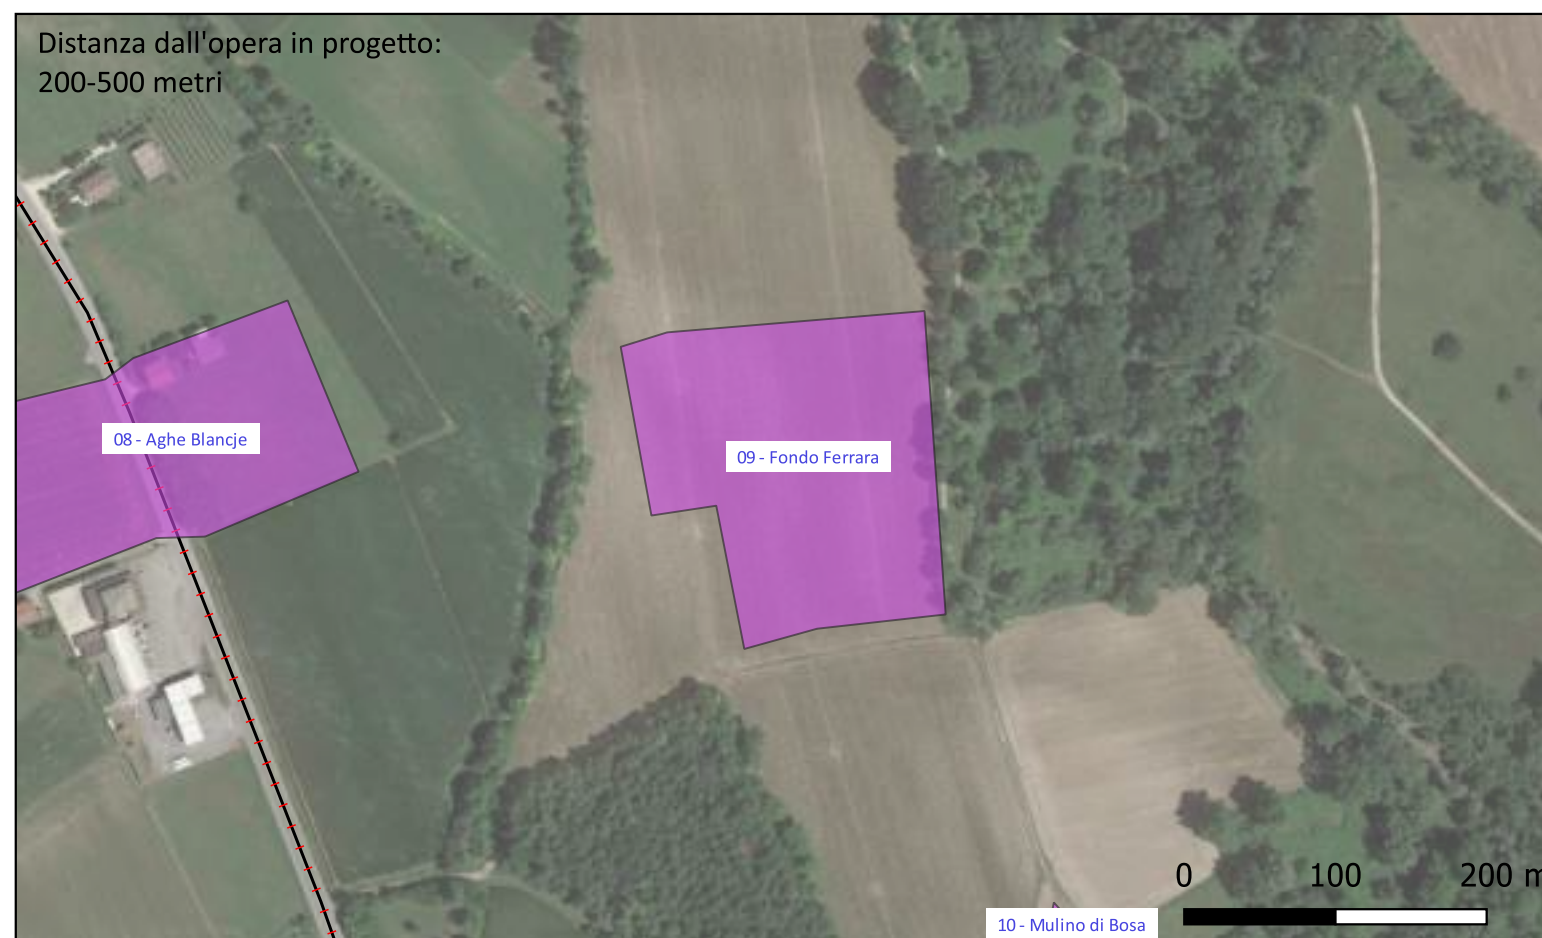 Distanza dall'opera in progetto:
200-500 metri
08 - Aghe Blancje
09 - Fondo Ferrara
10 - Mulino di Bosa
0 100 200 m